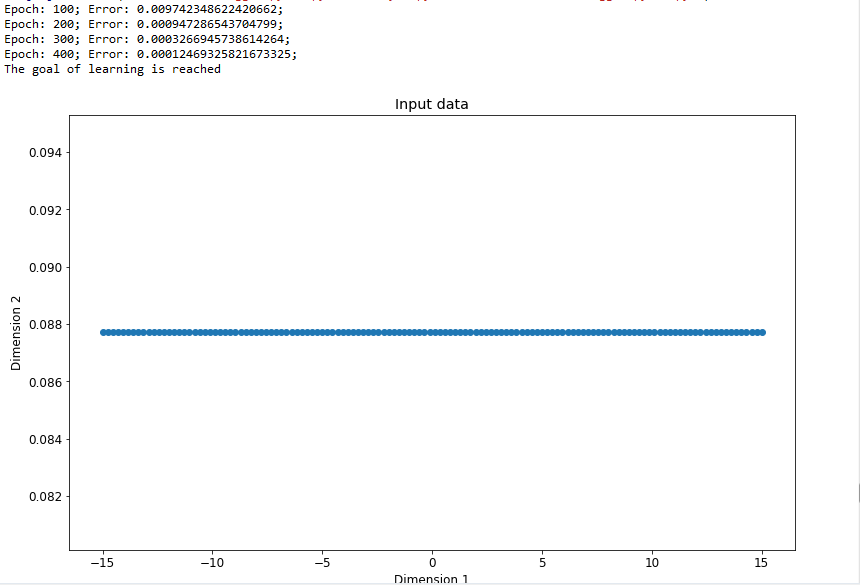 Epoch: 100; Error: 0.009742348622420662;
Epoch: 200; Error: 0.000947286543704799;
Epoch: 300; Error: 0.0003266945738614264;
Epoch: 400; Error: 0.00012469325821673325;
The goal of learning is reached
Input data
0.094
0.092
0.090
0.088
0.086
0.084
0.082
Dimension 2
−15
−10
−5
0
5
10
15
Dimension 1